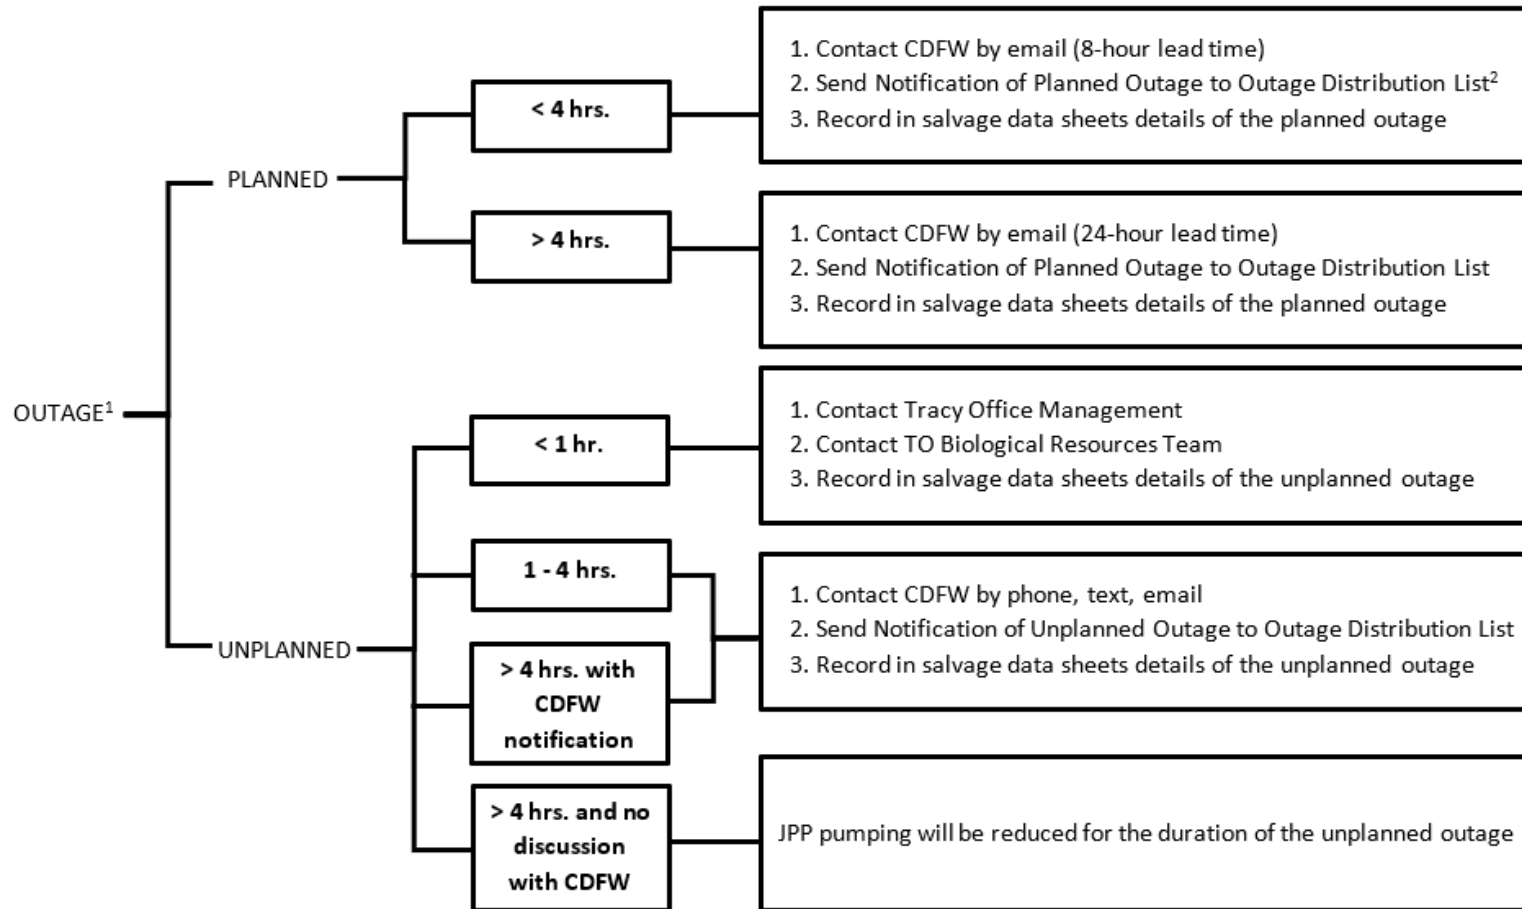 OUTAGE¹
PLANNED
< 4 hrs.
1. Contact CDFW by email (8-hour lead time)
2. Send Notification of Planned Outage to Outage Distribution List²
3. Record in salvage data sheets details of the planned outage
> 4 hrs.
1. Contact CDFW by email (24-hour lead time)
2. Send Notification of Planned Outage to Outage Distribution List
3. Record in salvage data sheets details of the planned outage
UNPLANNED
< 1 hr.
1. Contact Tracy Office Management
2. Contact TO Biological Resources Team
3. Record in salvage data sheets details of the unplanned outage
1 - 4 hrs.
> 4 hrs. with
CDFW
notification
1. Contact CDFW by phone, text, email
2. Send Notification of Unplanned Outage to Outage Distribution List
3. Record in salvage data sheets details of the unplanned outage
> 4 hrs. and no
discussion
with CDFW
JPP pumping will be reduced for the duration of the unplanned outage